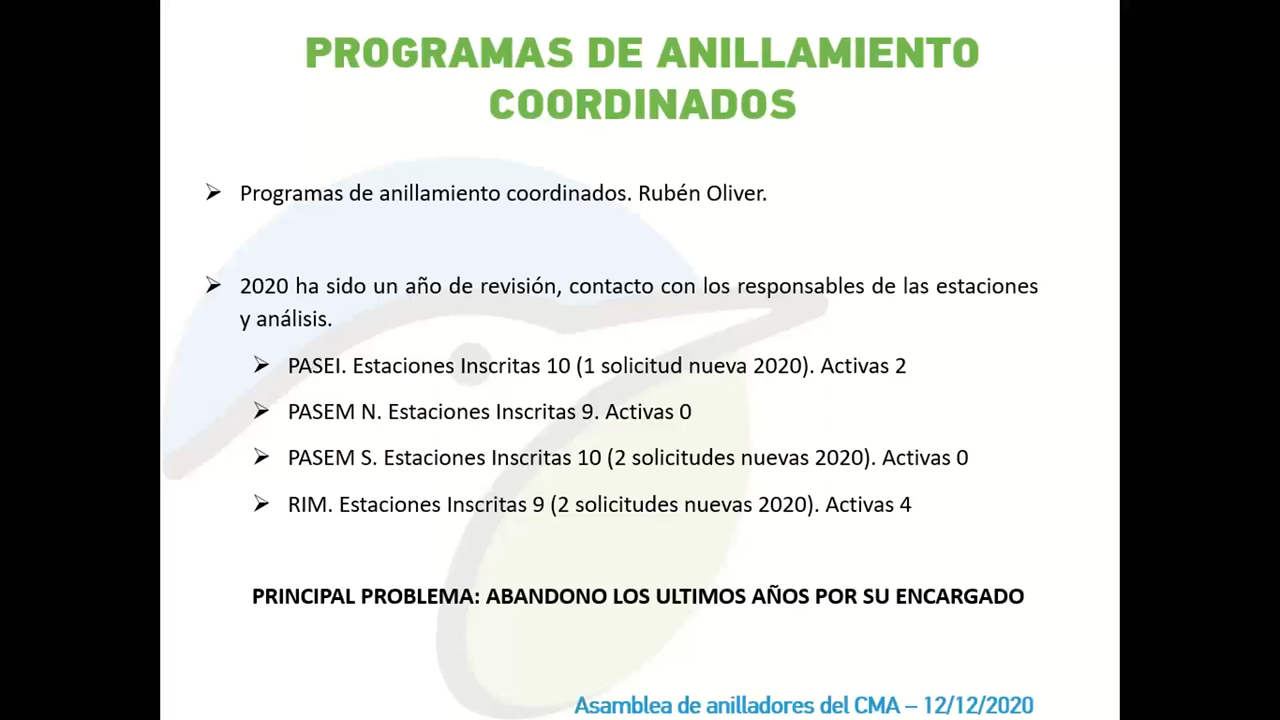 PROGRAMAS DE ANILLAMIENTO
COORDINADOS
Programas de anillamiento coordinados. Rubén Oliver.
2020 ha sido un año de revisión, contacto con los responsables de las estaciones
y análisis.
PASEI. Estaciones Inscritas 10 (1 solicitud nueva 2020). Activas 2
PASEM N. Estaciones Inscritas 9. Activas 0
PASEM S. Estaciones Inscritas 10 (2 solicitudes nuevas 2020). Activas 0
RIM. Estaciones Inscritas 9 (2 solicitudes nuevas 2020). Activas 4
PRINCIPAL PROBLEMA: ABANDONO LOS ULTIMOS AÑOS POR SU ENCARGADO
Asamblea de anilladores del CMA – 12/12/2020